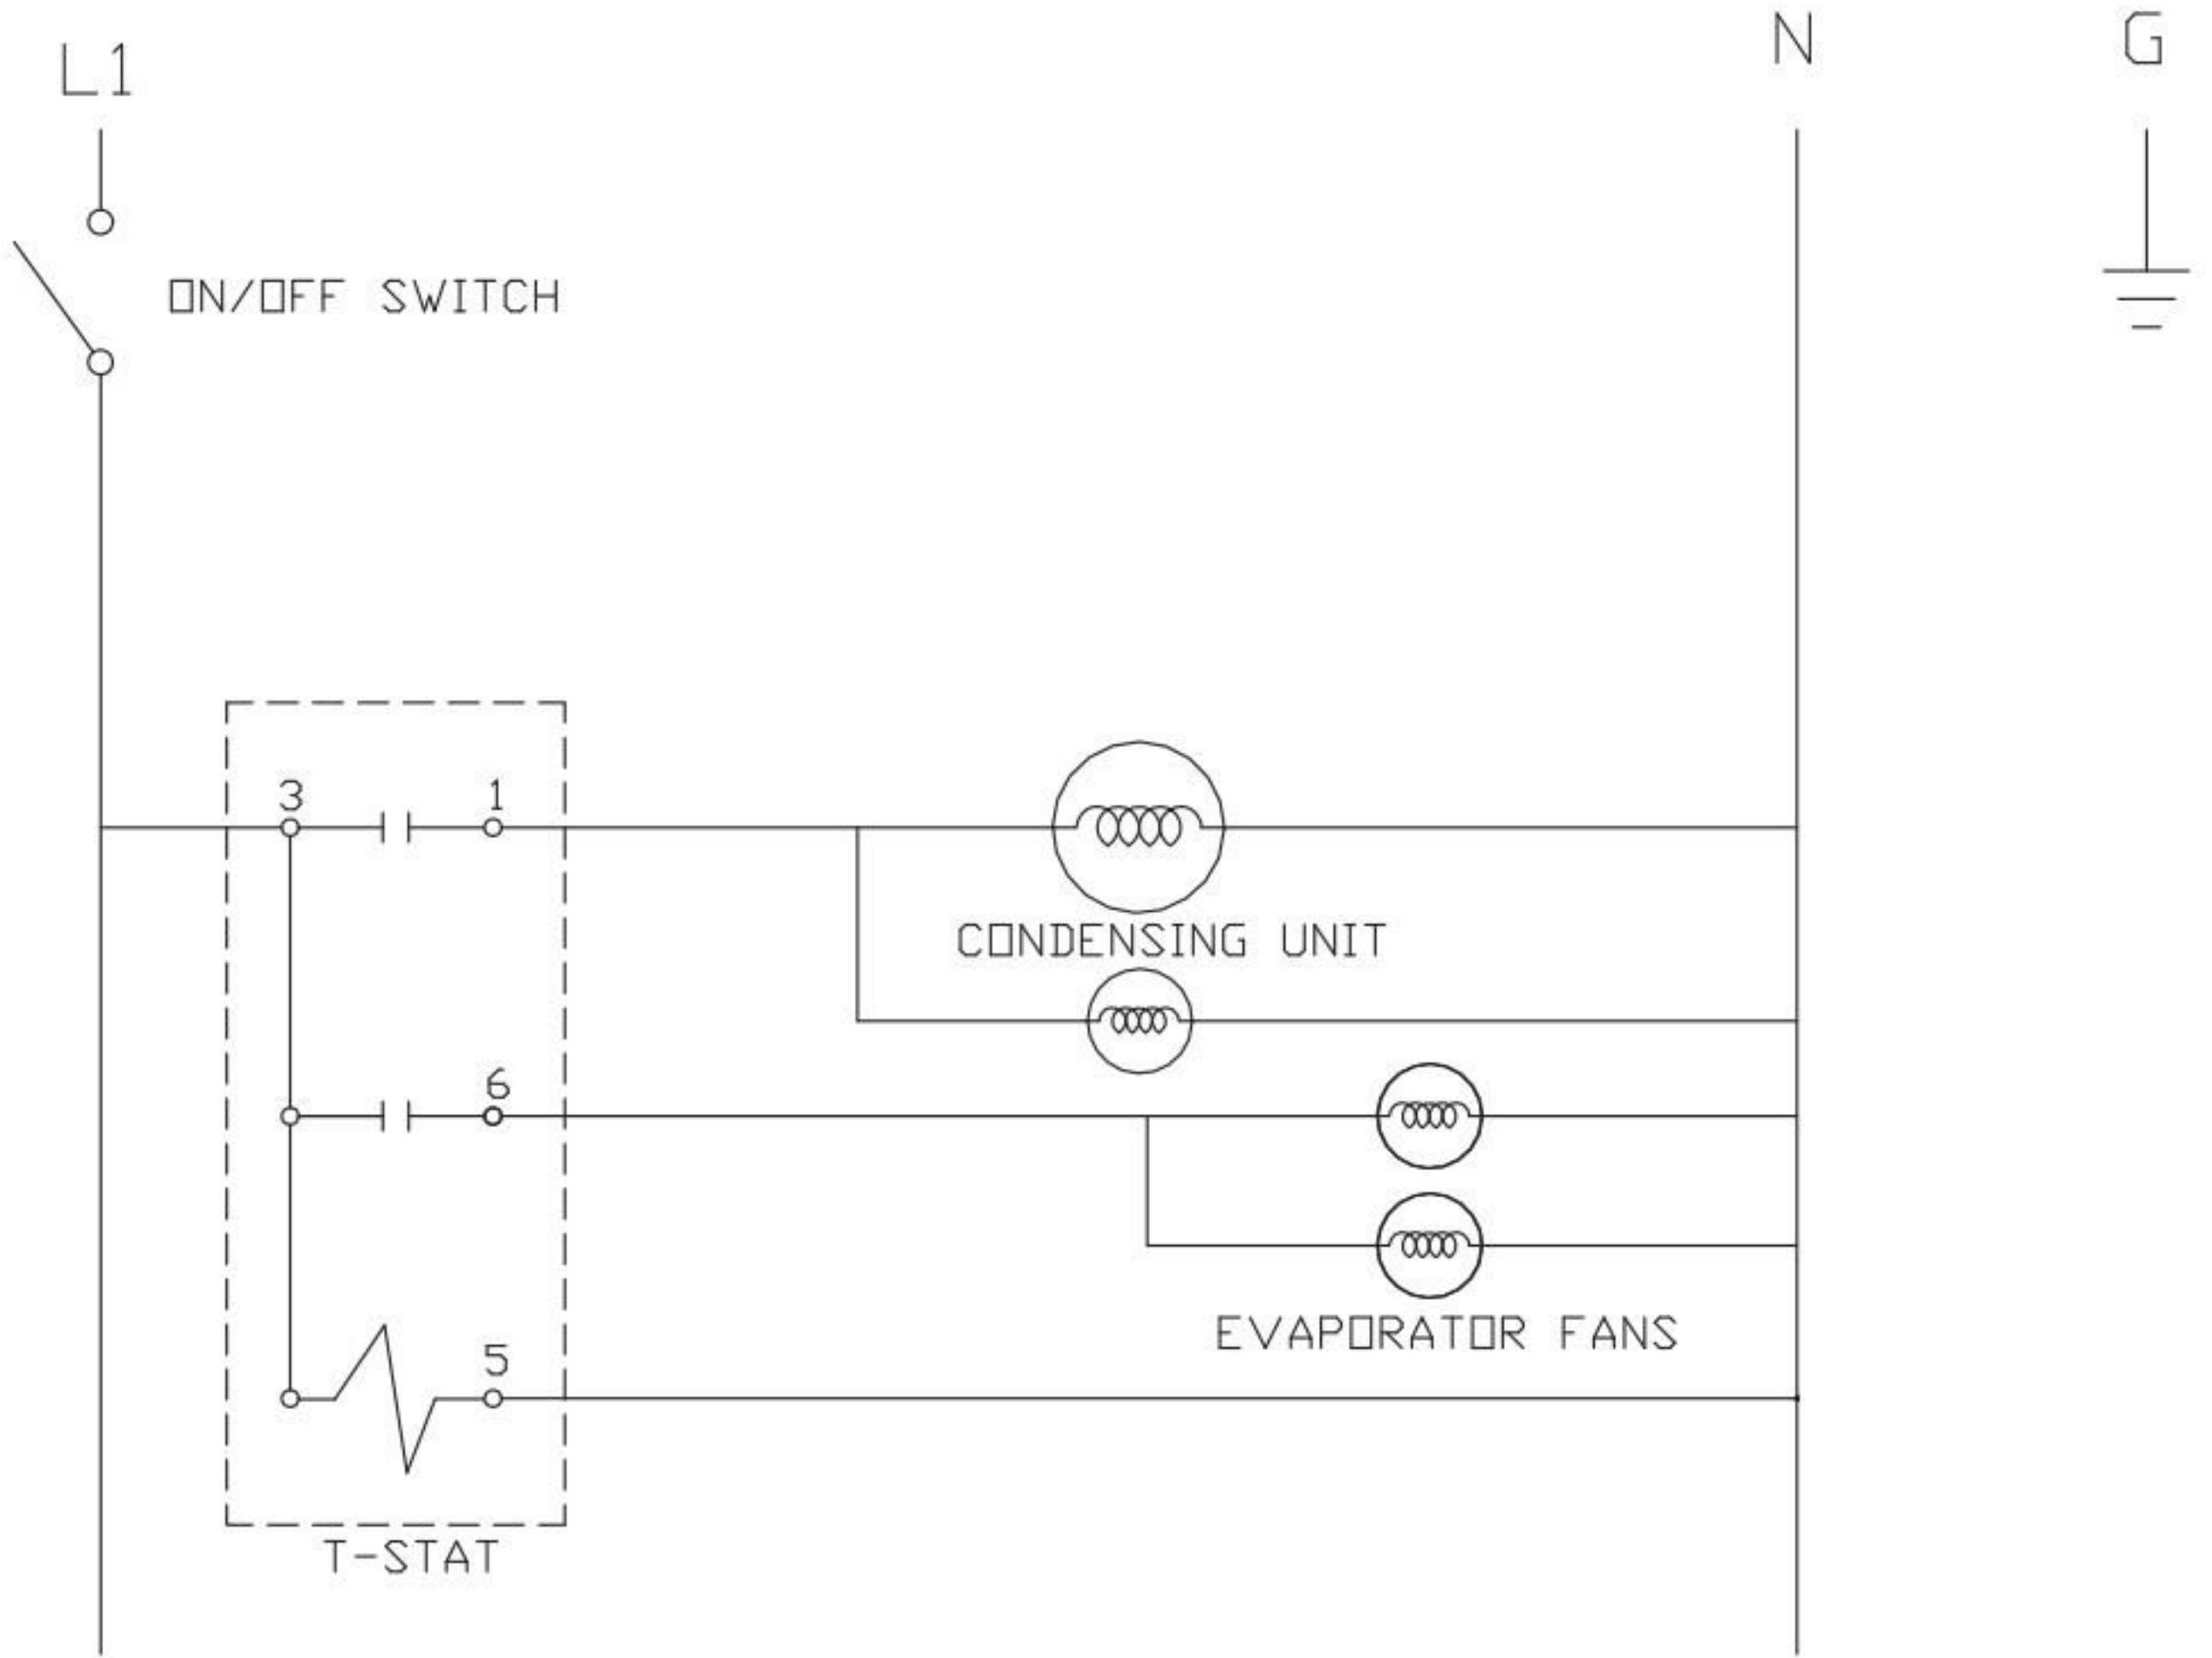 L1
N
G
ON/OFF SWITCH
3
1
CONDENSING UNIT
6
EVAPORATOR FANS
5
T-STAT